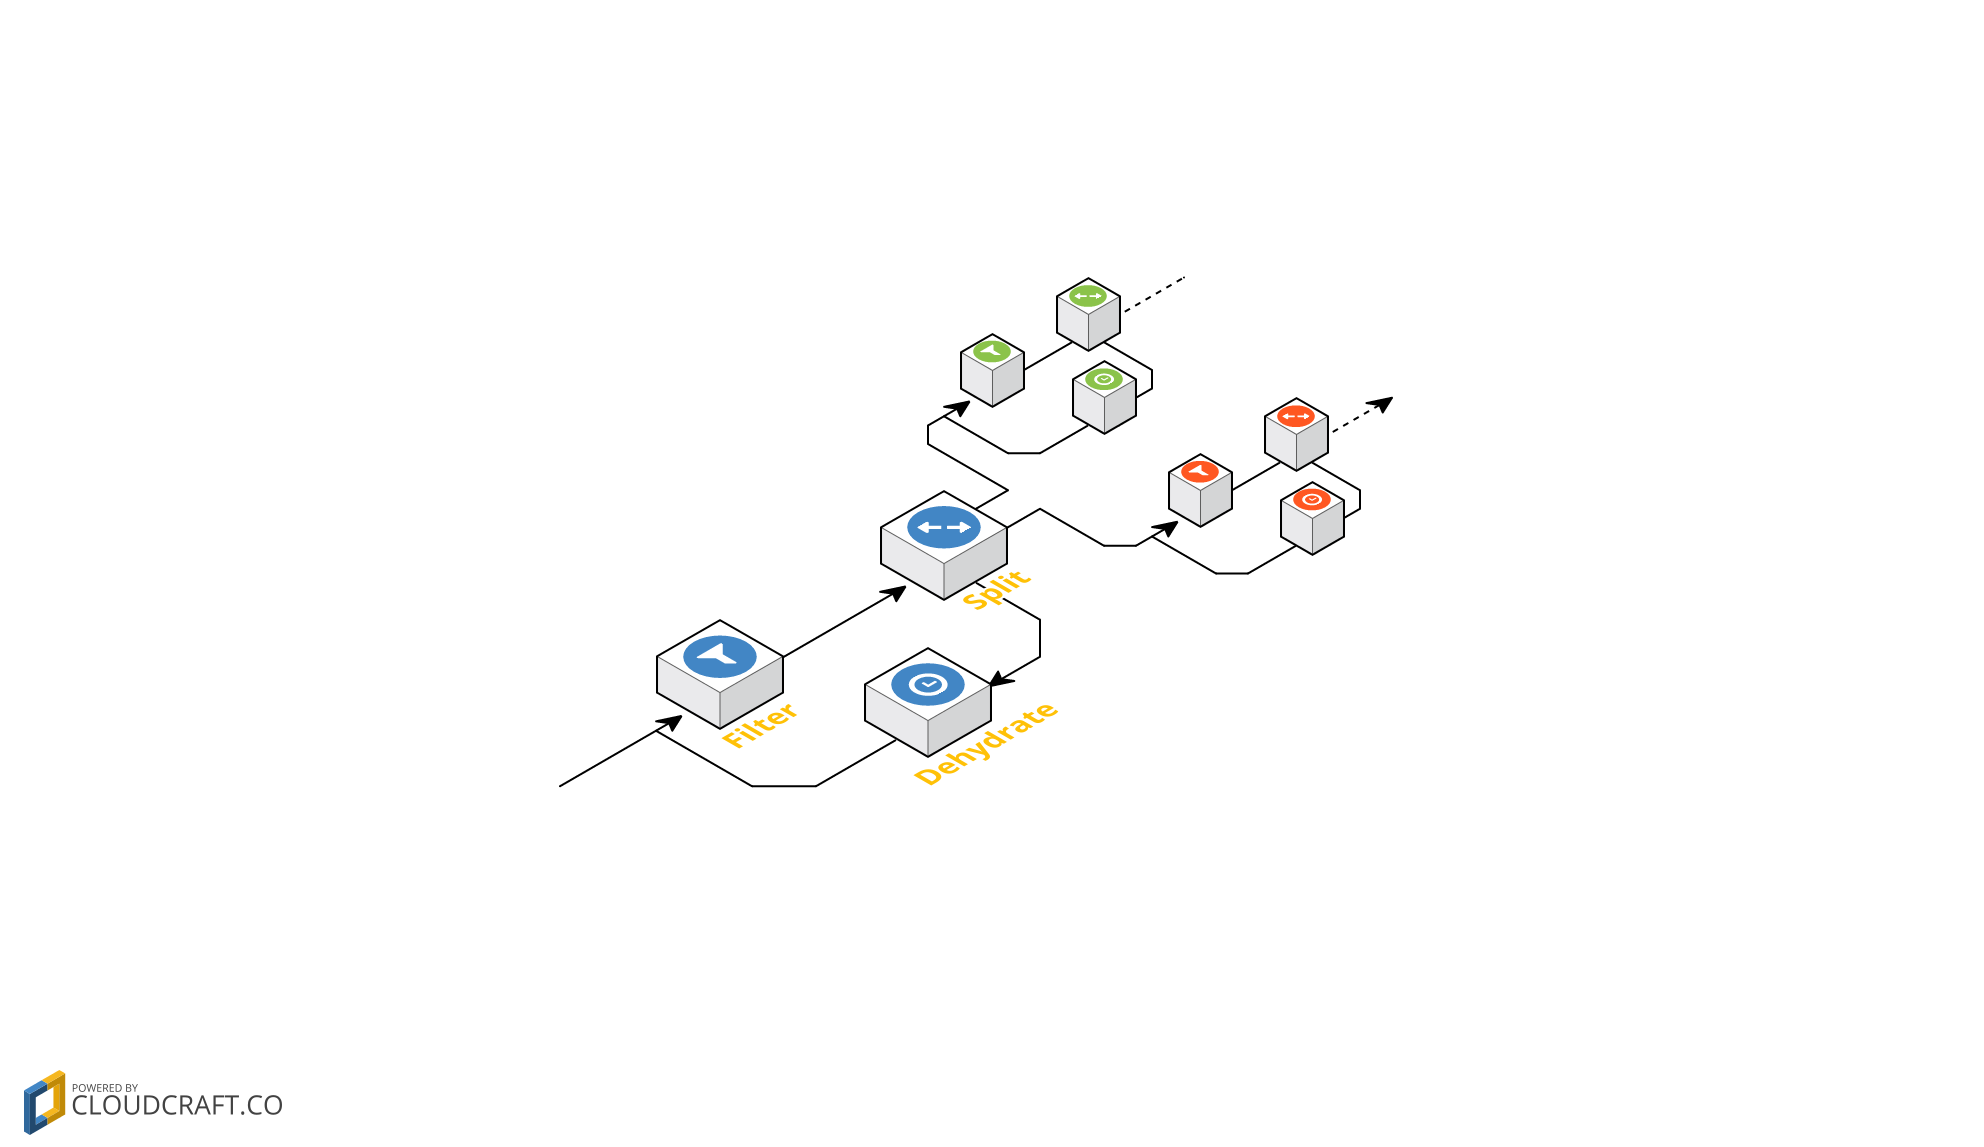 Split
Filter
Dehydrate
POWERED BY
CLOUDCRAFT.CO